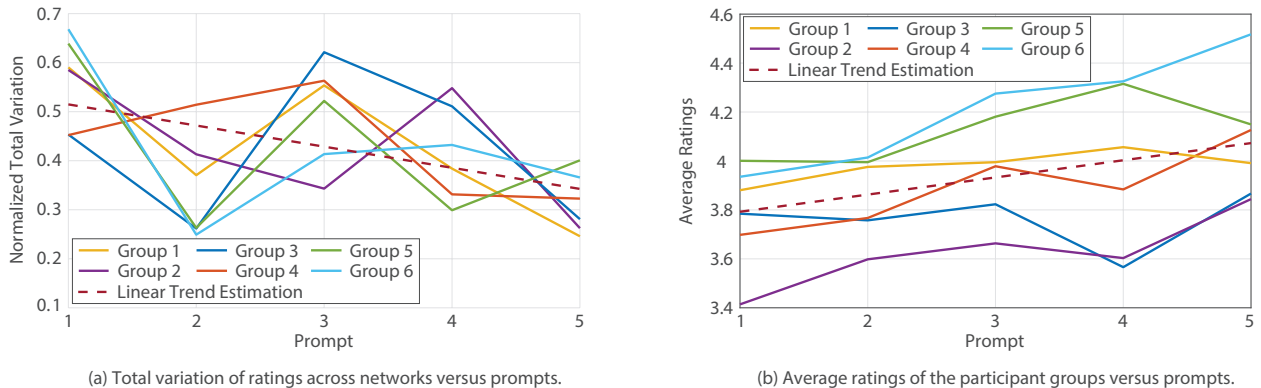 0.7
0.6
0.5
0.4
0.3
0.2
0.1
Normalized Total Variation
Group 1 Group 3 Group 5
Group 2 Group 4 Group 6
Linear Trend Estimation
1 2 3 4 5
Prompt
(a) Total variation of ratings across networks versus prompts.
4.6
4.4
4.2
4
3.8
3.6
3.4
Average Ratings
Group 1 Group 3 Group 5
Group 2 Group 4 Group 6
Linear Trend Estimation
1 2 3 4 5
Prompt
(b) Average ratings of the participant groups versus prompts.